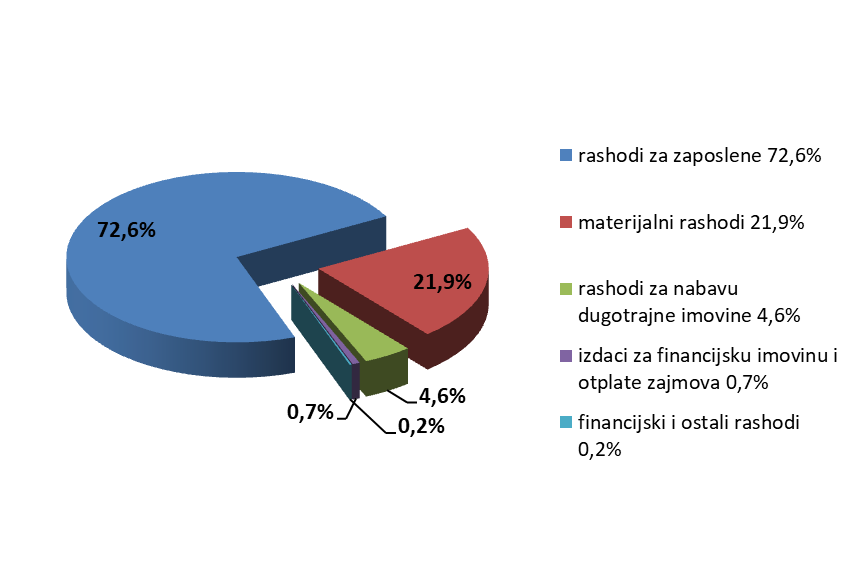 72,6%
21,9%
4,6%
0,7%
0,2%
rashodi za zaposlene 72,6%
materijalni rashodi 21,9%
rashodi za nabavu
dugotrajne imovine 4,6%
izdaci za financijsku imovinu i
otplate zajmova 0,7%
financijski i ostali rashodi
0,2%